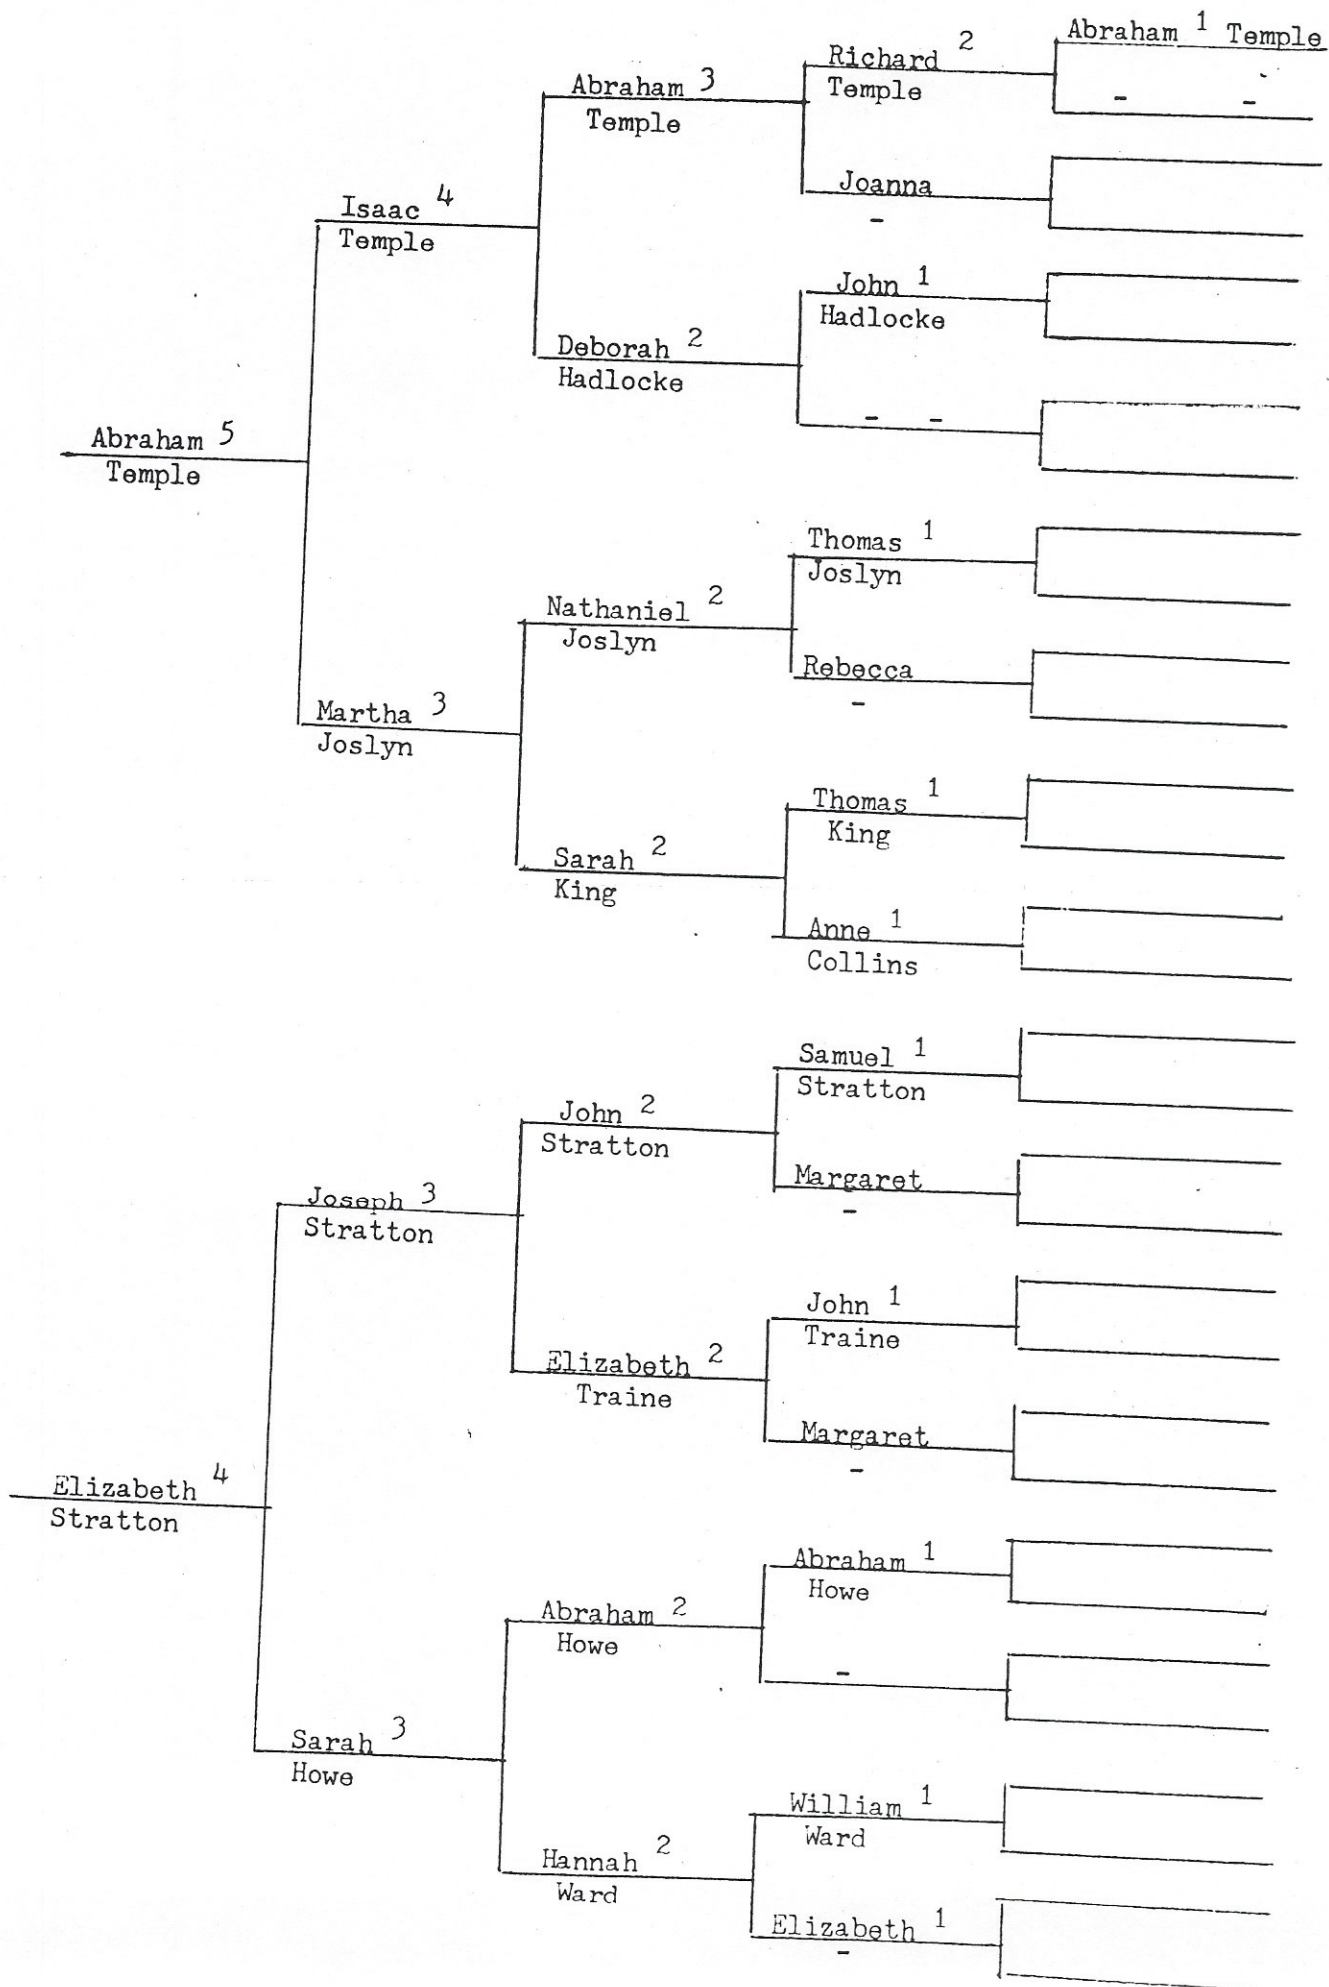 Abraham 1 Temple
- -
Richard 2
Temple
Abraham 3
Temple
Joanna
-
Isaac 4
Temple
John 1
Hadlocke
Deborah 2
Hadlocke
- -
Abraham 5
Temple
Thomas 1
Joslyn
Nathaniel 2
Joslyn
Rebecca
-
Martha 3
Joslyn
Thomas 1
King
Sarah 2
King
Anne 1
Collins
Samuel 1
Stratton
John 2
Stratton
Margaret
-
Joseph 3
Stratton
John 1
Traine
Elizabeth 2
Traine
Margaret
-
Elizabeth 4
Stratton
Abraham 1
Howe
Abraham 2
Howe
-
Sarah 3
Howe
William 1
Ward
Hannah 2
Ward
Elizabeth 1
-